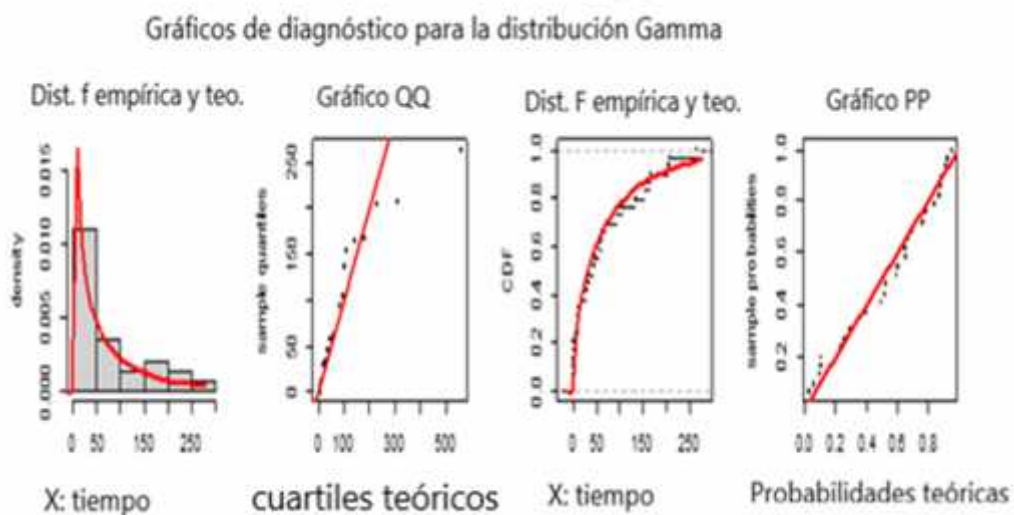 Gráficos de diagnóstico para la distribución Gamma
Dist. f empírica y teo.
Gráfico QQ
Dist. F empírica y teo.
Gráfico PP
density
0.000 0.005 0.010 0.015
0 50 150 250
X: tiempo
sample quantiles
0 50 150 250
0 100 300 500
cuartiles teóricos
CDF
0.0 0.2 0.4 0.6 0.8 1.0
0 50 150 250
X: tiempo
sample probabilities
0.2 0.4 0.6 0.8 1.0
0.0 0.2 0.4 0.6 0.8
Probabilidades teóricas